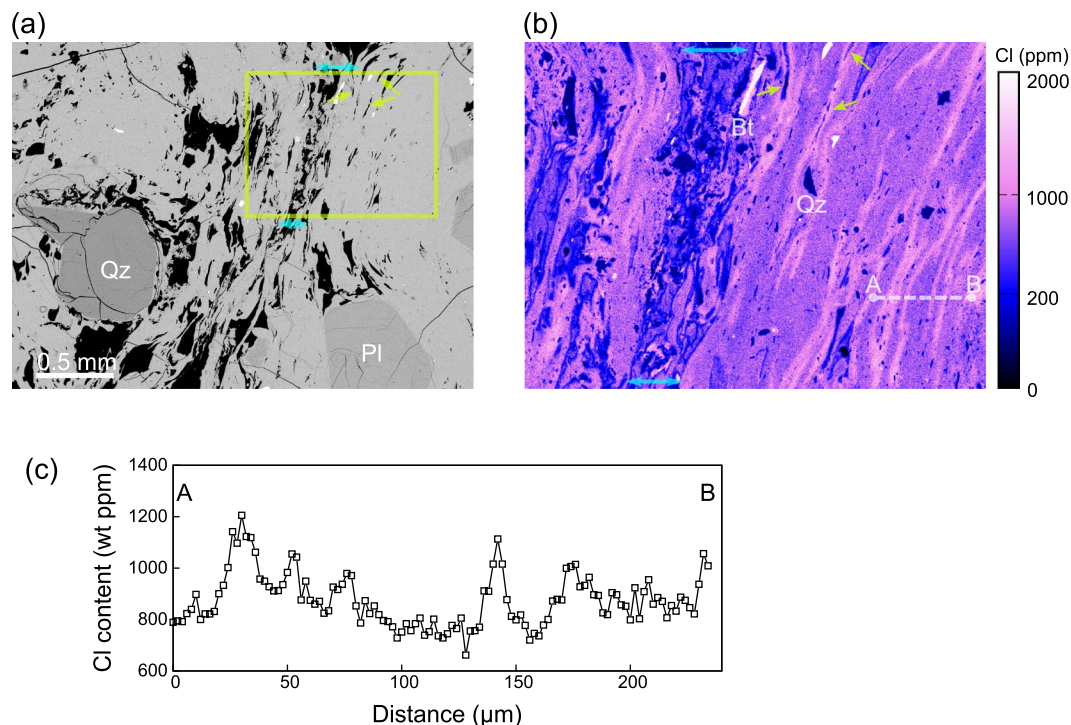 (a)
Qz
Pl
0.5 mm
(b)
Bt
Qz
A
B
Cl (ppm)
2000
1000
200
0
(c)
Cl content (wt ppm)
1400
1200
1000
800
600
A
B
0
50
100
150
200
Distance (μm)